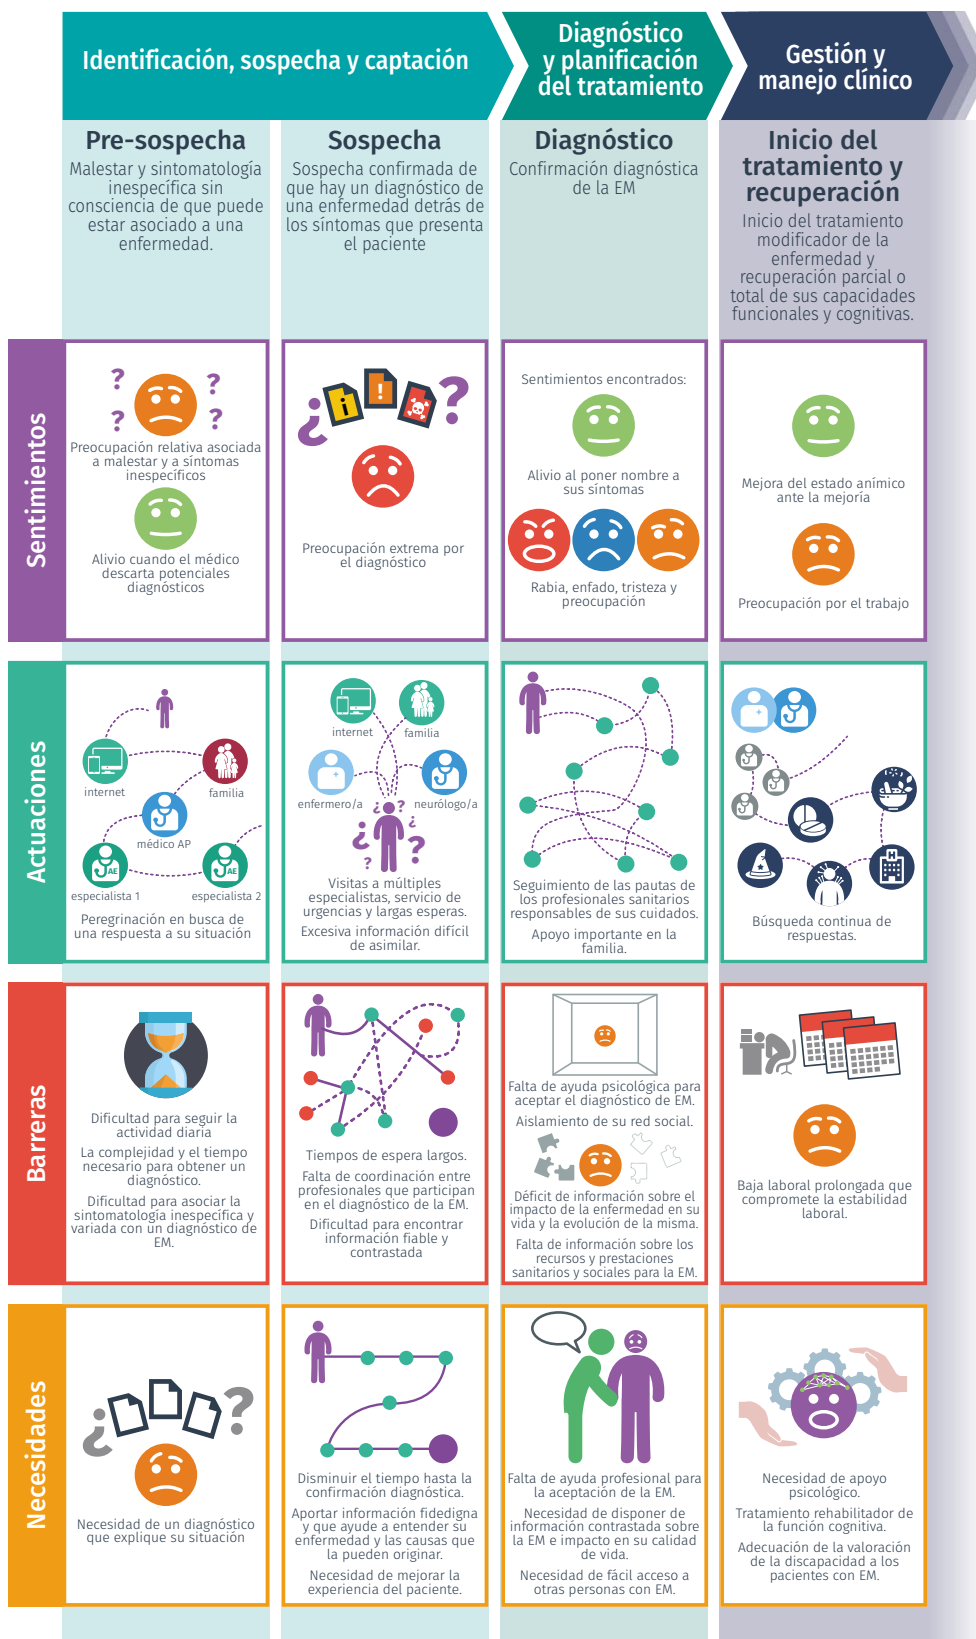 Identificación, sospecha y captación
Diagnóstico
y planificación
del tratamiento
Gestión y
manejo clínico
Pre-sospecha
Malestar y sintomatología
inespecífica sin
consciencia de que puede
estar asociado a una
enfermedad.
Sospecha
Sospecha confirmada de
que hay un diagnóstico de
una enfermedad detrás de
los síntomas que presenta
el paciente
Diagnóstico
Confirmación diagnóstica
de la EM
Inicio del
tratamiento y
recuperación
Inicio del tratamiento
modificador de la
enfermedad y
recuperación parcial o
total de sus capacidades
funcionales y cognitivas.
Sentimientos
? ?
? ?
Preocupación relativa asociada
a malestar y a síntomas
inespecíficos
Alivio cuando el médico
descarta potenciales
diagnósticos
¿ i ! ?
Preocupación extrema por
el diagnóstico
Sentimientos encontrados:
Alivio al poner nombre a
sus síntomas
Rabia, enfado, tristeza y
preocupación
Mejora del estado anímico
ante la mejoría
Preocupación por el trabajo
Actuaciones
internet
familia
médico AP
AE
AE
especialista 1
especialista 2
Peregrinación en busca de
una respuesta a su situación
internet
familia
enfermero/a
neurólogo/a
¿ ?
¿ ¿
? ?
Visitas a múltiples
especialistas, servicio de
urgencias y largas esperas.
Excesiva información difícil
de asimilar.
Seguimiento de las pautas de
los profesionales sanitarios
responsables de sus cuidados.
Apoyo importante en la
familia.
H
Búsqueda continua de
respuestas.
Barreras
Dificultad para seguir la
actividad diaria
La complejidad y el tiempo
necesario para obtener un
diagnóstico.
Dificultad para asociar la
sintomatología inespecífica y
variada con un diagnóstico de
EM.
Tiempos de espera largos.
Falta de coordinación entre
profesionales que participan
en el diagnóstico de la EM.
Dificultad para encontrar
información fiable y
contrastada
Falta de ayuda psicológica para
aceptar el diagnóstico de EM.
Aislamiento de su red social.
Déficit de información sobre el
impacto de la enfermedad en su
vida y la evolución de la misma.
Falta de información sobre los
recursos y prestaciones
sanitarios y sociales para la EM.
Baja laboral prolongada que
compromete la estabilidad
laboral.
Necesidades
¿ ?
Necesidad de un diagnóstico
que explique su situación
Disminuir el tiempo hasta la
confirmación diagnóstica.
Aportar información fidedigna
y que ayude a entender su
enfermedad y las causas que
la pueden originar.
Necesidad de mejorar la
experiencia del paciente.
Falta de ayuda profesional para
la aceptación de la EM.
Necesidad de disponer de
información contrastada sobre
la EM e impacto en su calidad
de vida.
Necesidad de fácil acceso a
otras personas con EM.
Necesidad de apoyo
psicológico.
Tratamiento rehabilitador de
la función cognitiva.
Adecuación de la valoración
de la discapacidad a los
pacientes con EM.